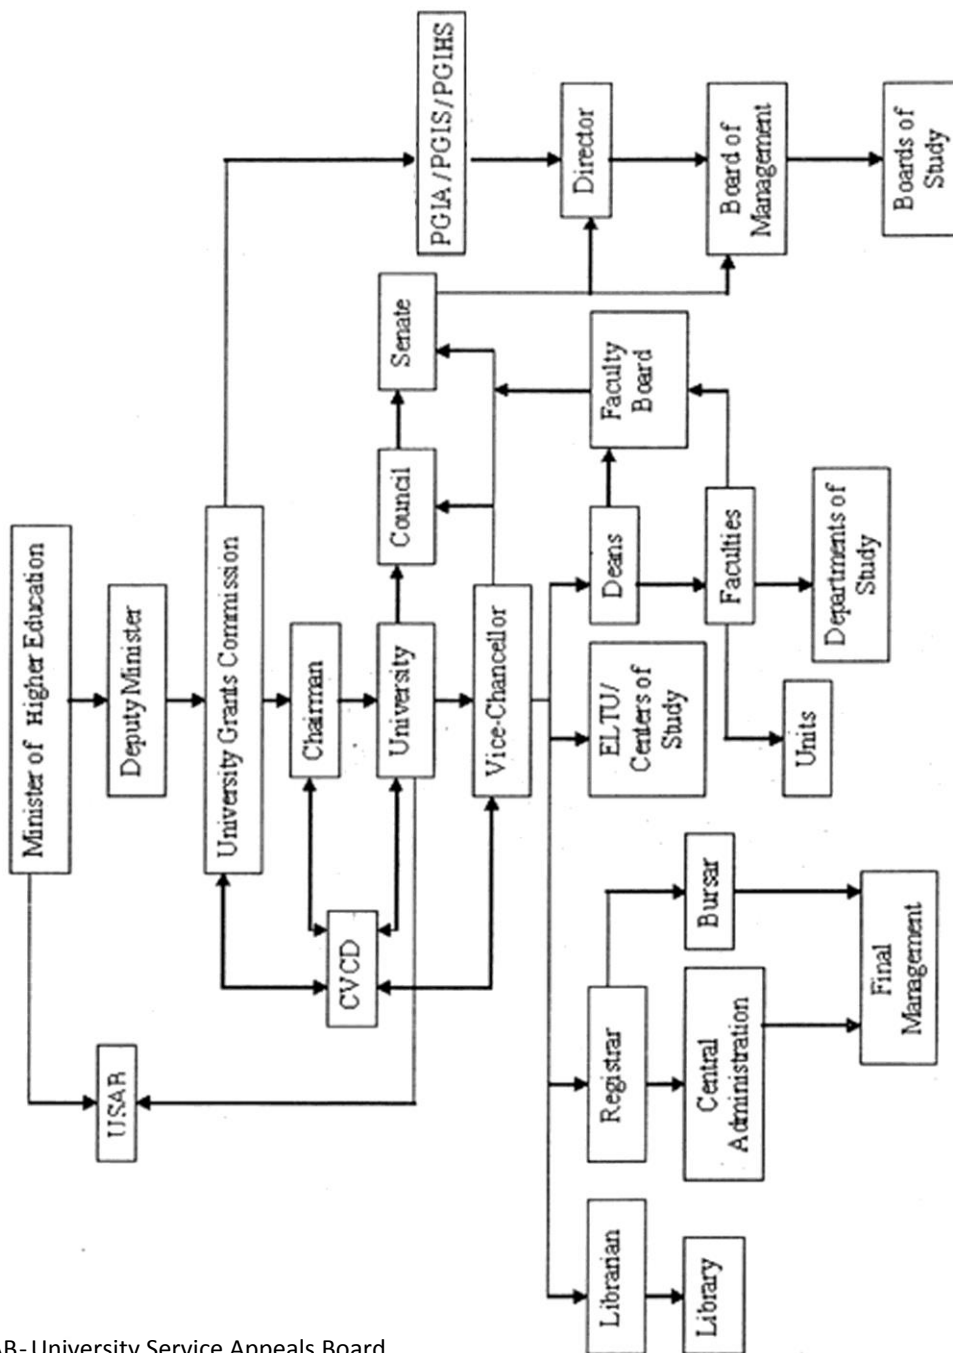 Minister of Higher Education
Deputy Minister
University Grants Commission
Chairman
University
Council
Senate
PGIA/PGIS/PGIHS
Director
Board of
Management
Boards of
Study
USAB
CVCD
Vice-Chancellor
Librarian
Library
Registrar
Central
Administration
Bursar
Final
Management
ELTU/
Centers of
Study
Deans
Faculty
Board
Faculties
Units
Departments of
Study
AB-University Service Appeals Board